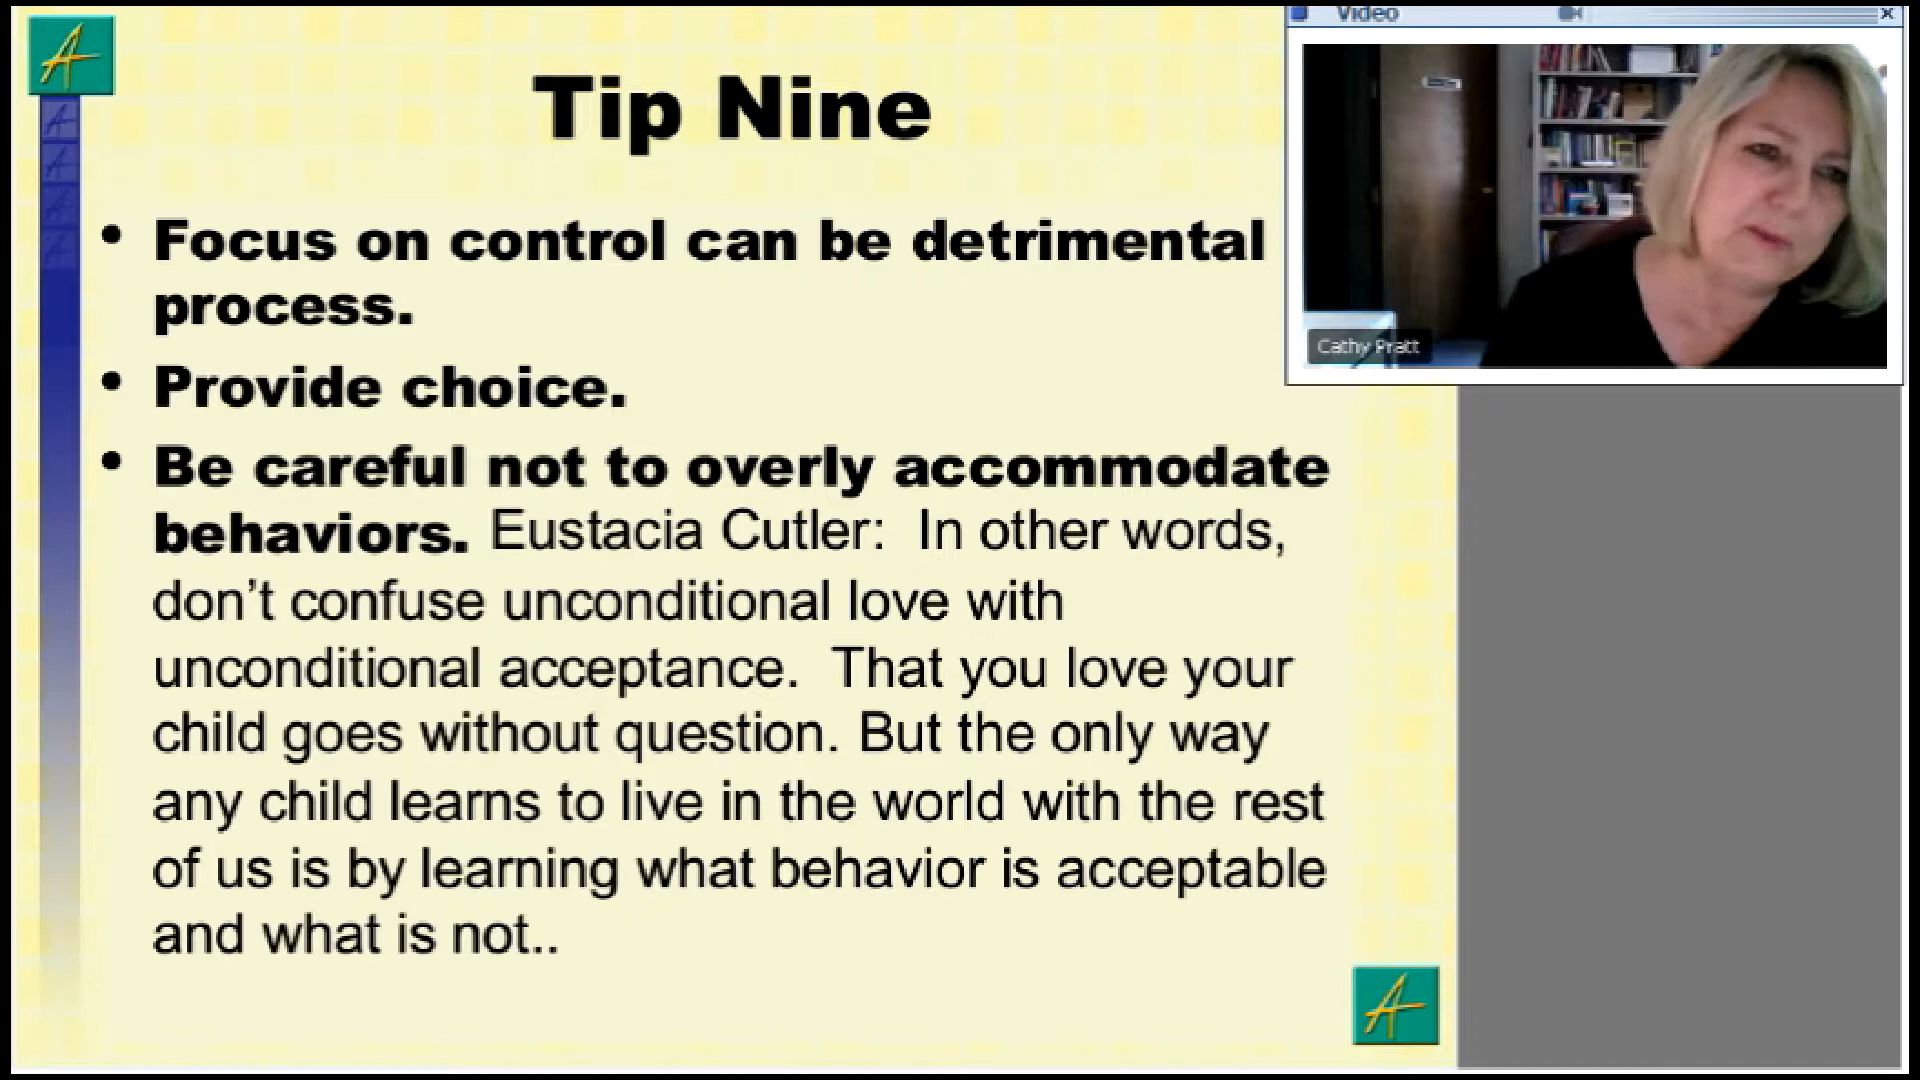 Tip Nine
• Focus on control can be detrimental
process.
• Provide choice.
• Be careful not to overly accommodate
behaviors. Eustacia Cutler:  In other words,
don’t confuse unconditional love with
unconditional acceptance.  That you love your
child goes without question. But the only way
any child learns to live in the world with the rest
of us is by learning what behavior is acceptable
and what is not..
Video
Cathy Pratt